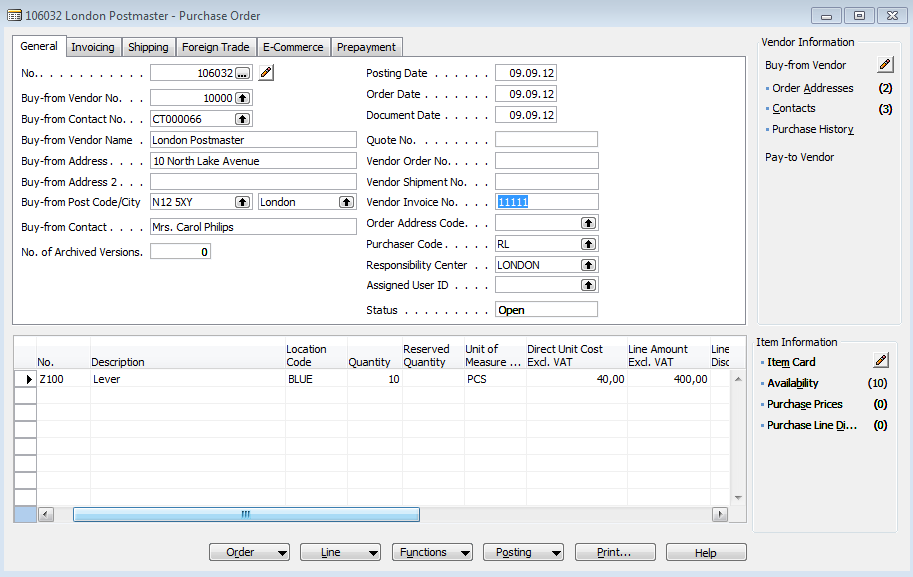 106032 London Postmaster - Purchase Order
General Invoicing Shipping Foreign Trade E-Commerce Prepayment
No. . . . . . . . . . . . 106032 ...
Buy-from Vendor No. . . . 10000
Buy-from Contact No. . . CT000066
Buy-from Vendor Name . London Postmaster
Buy-from Address . . . . 10 North Lake Avenue
Buy-from Address 2 . . .
Buy-from Post Code/City N12 5XY London
Buy-from Contact . . . . Mrs. Carol Philips
No. of Archived Versions. 0
Posting Date . . . . . . 09.09.12
Order Date . . . . . . . 09.09.12
Document Date . . . . . 09.09.12
Quote No. . . . . . . . .
Vendor Order No. . . . .
Vendor Shipment No. . .
Vendor Invoice No. . . . 11111
Order Address Code. . .
Purchaser Code . . . . . RL
Responsibility Center . . LONDON
Assigned User ID . . . .
Status . . . . . . . . . Open
Vendor Information
Buy-from Vendor
Order Addresses (2)
Contacts (3)
Purchase History
Pay-to Vendor
No. Description Location Code Quantity Reserved Quantity Unit of Measure ... Direct Unit Cost Excl. VAT Line Amount Excl. VAT Line Disc
Z100 Lever BLUE 10 PCS 40,00 400,00
Item Information
Item Card
Availability (10)
Purchase Prices (0)
Purchase Line Di... (0)
Order Line Functions Posting Print... Help